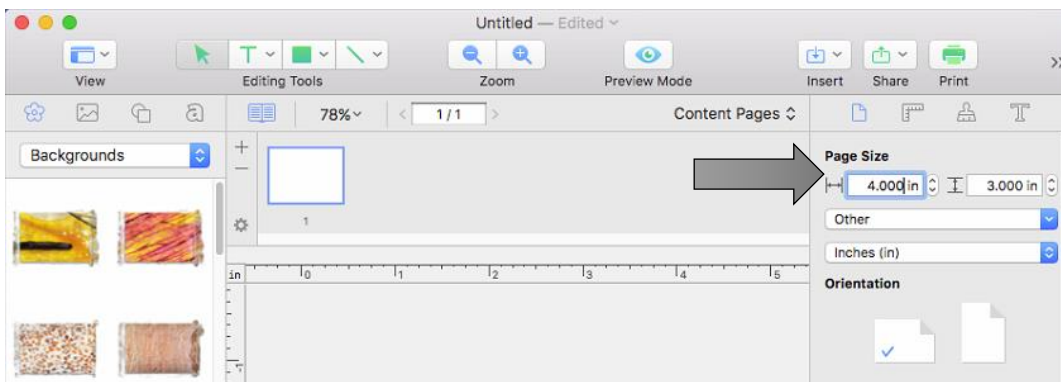 Untitled — Edited
View
Editing Tools
Zoom
Preview Mode
Insert
Share
Print
78%
1 / 1
Content Pages
T
a
T
Backgrounds
Page Size
4.000 in
3.000 in
1
Other
Inches (in)
in
0 1 2 3 4 5
Orientation
1